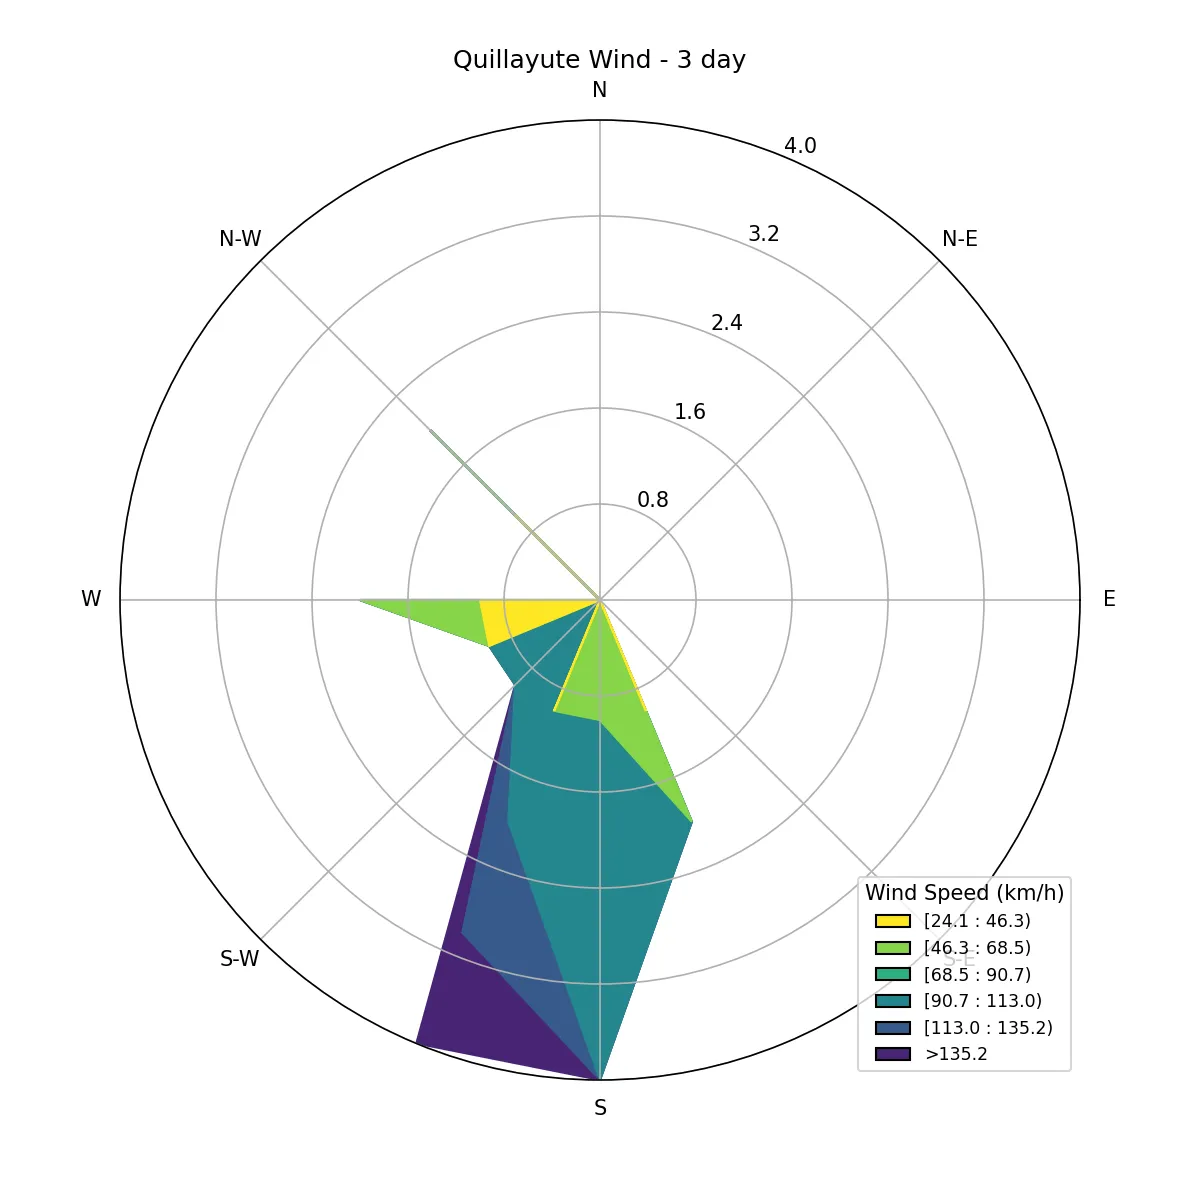 Quillayute Wind - 3 day
N
4.0
N-W
3.2
N-E
2.4
1.6
0.8
W
E
Wind Speed (km/h)
[24.1 : 46.3)
[46.3 : 68.5)
S-W
S-E
[68.5 : 90.7)
[90.7 : 113.0)
[113.0 : 135.2)
>135.2
S